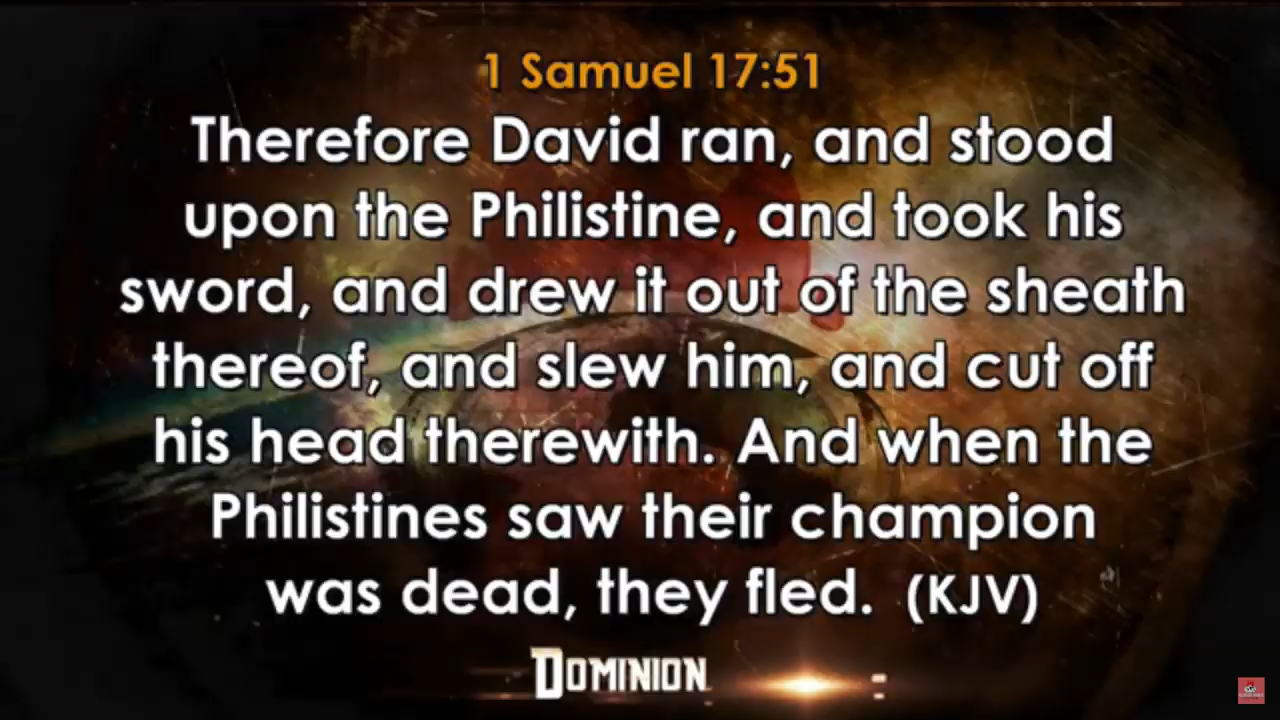 1 Samuel 17:51
Therefore David ran, and stood
upon the Philistine, and took his
sword, and drew it out of the sheath
thereof, and slew him, and cut off
his head therewith. And when the
Philistines saw their champion
was dead, they fled. (KJV)
DOMINION